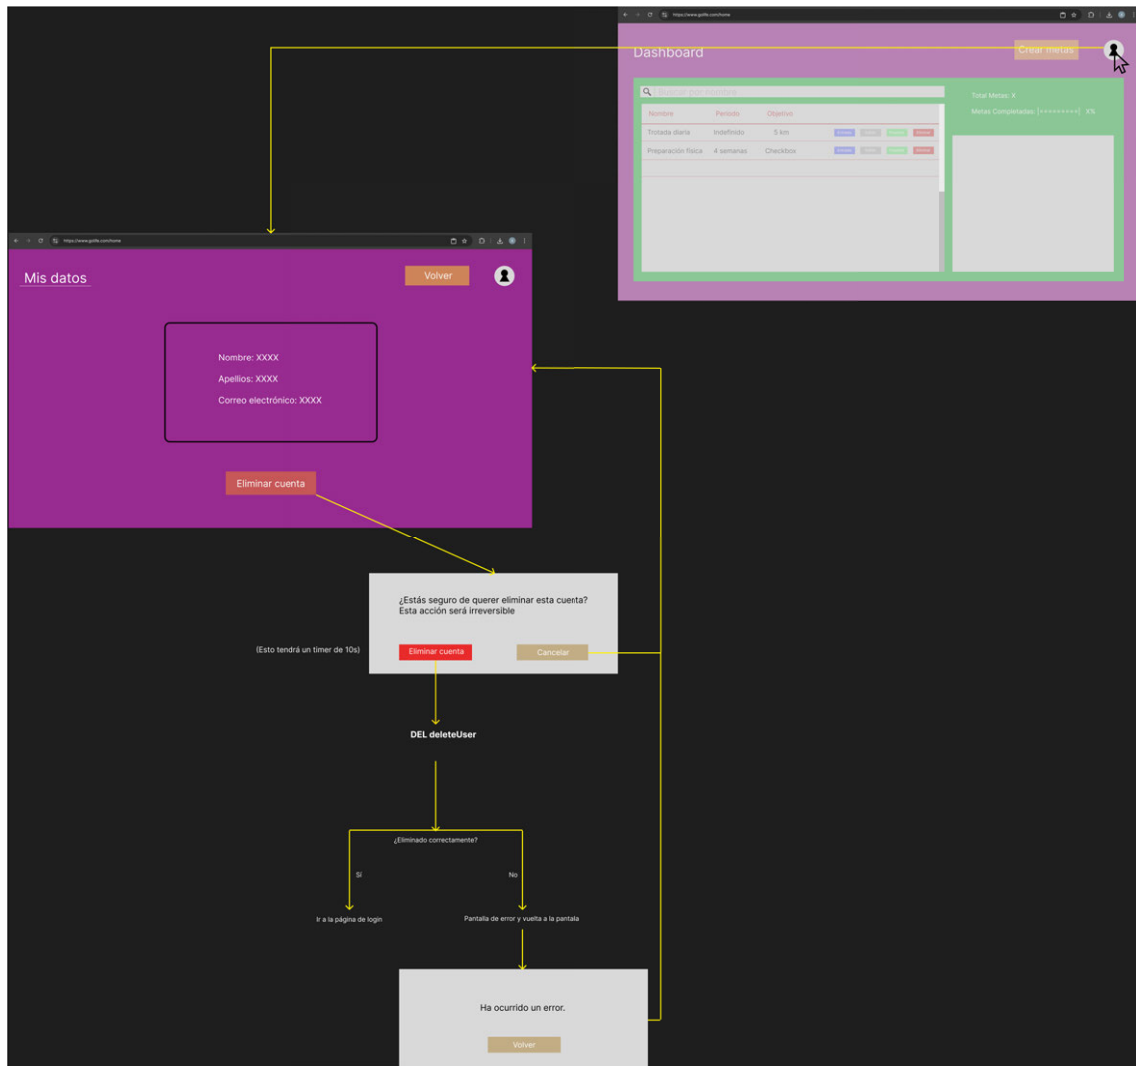 https://www.golife.com/home
Dashboard
Crear metas
Buscar por nombre
Total Metas: X
Metas Completadas: X%
Nombre Periodo Objetivo
Trotada diaria Indefinido 5 km
Preparación física 4 semanas Checkbox
https://www.golife.com/home
Mis datos
Volver
Nombre: XXXX
Apellios: XXXX
Correo electrónico: XXXX
Eliminar cuenta
¿Estás seguro de querer eliminar esta cuenta?
Esta acción será irreversible
(Esto tendrá un timer de 10s)
Eliminar cuenta
Cancelar
DEL deleteUser
¿Eliminado correctamente?
Sí
No
Ir a la página de login
Pantalla de error y vuelta a la pantala
Ha ocurrido un error.
Volver